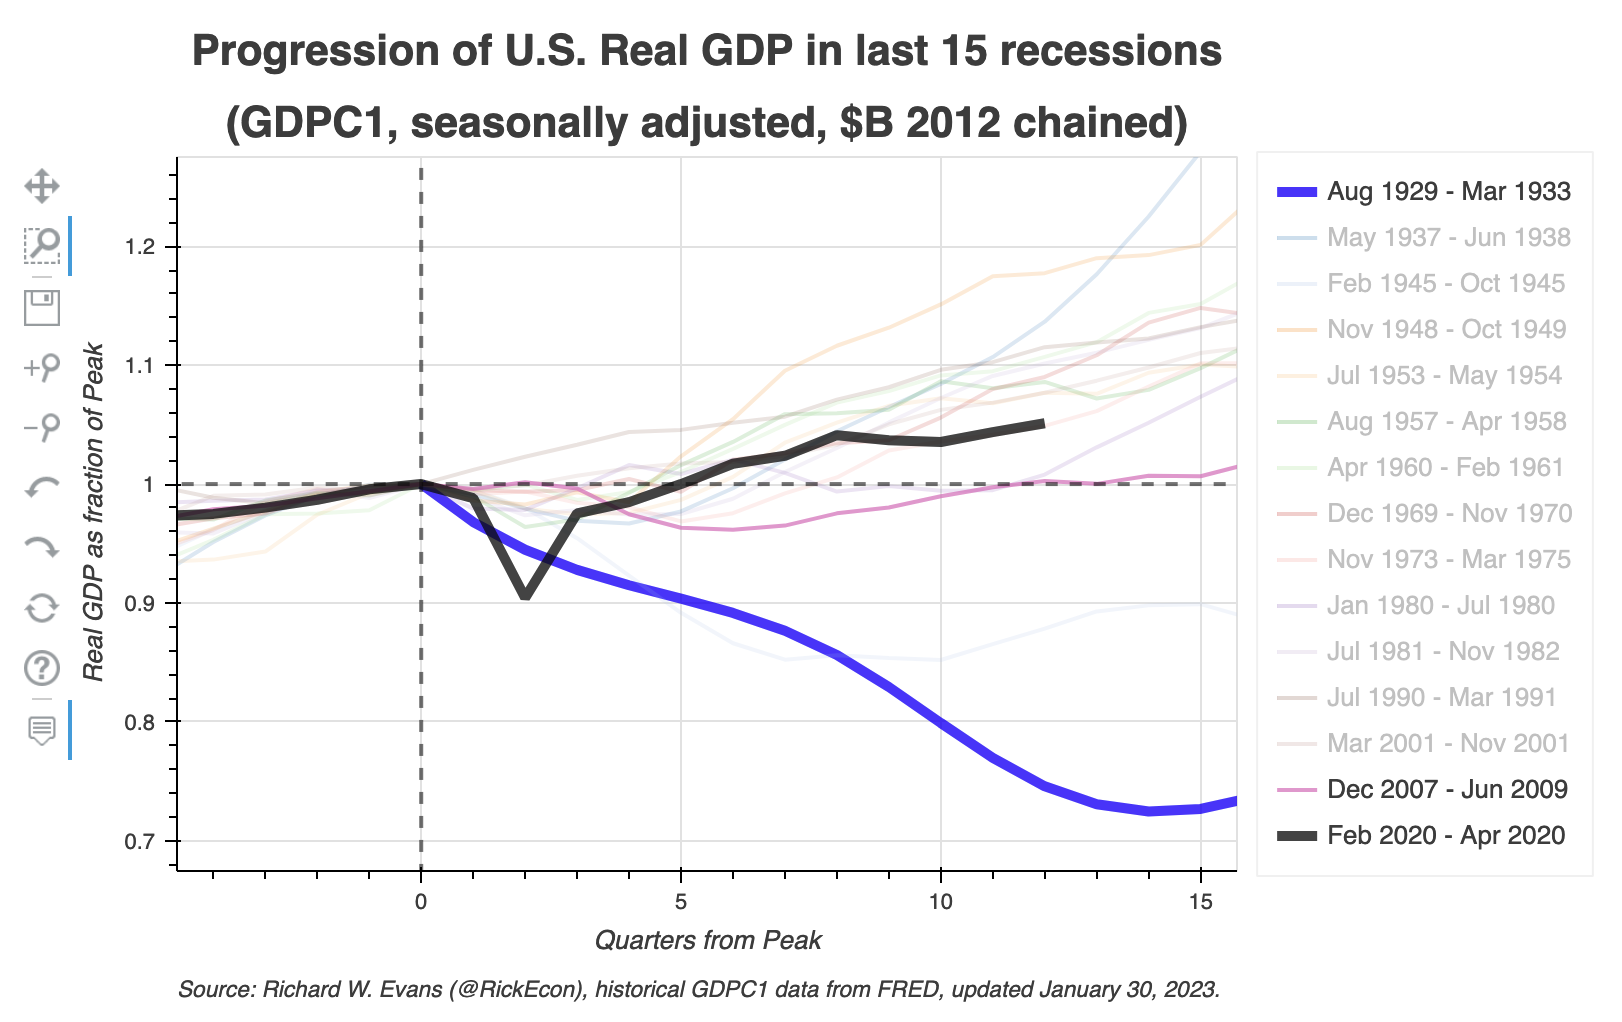 Progression of U.S. Real GDP in last 15 recessions
(GDPC1, seasonally adjusted, $B 2012 chained)
Real GDP as fraction of Peak
1.2
1.1
1
0.9
0.8
0.7
0
5
10
15
Quarters from Peak
Aug 1929 - Mar 1933
May 1937 - Jun 1938
Feb 1945 - Oct 1945
Nov 1948 - Oct 1949
Jul 1953 - May 1954
Aug 1957 - Apr 1958
Apr 1960 - Feb 1961
Dec 1969 - Nov 1970
Nov 1973 - Mar 1975
Jan 1980 - Jul 1980
Jul 1981 - Nov 1982
Jul 1990 - Mar 1991
Mar 2001 - Nov 2001
Dec 2007 - Jun 2009
Feb 2020 - Apr 2020
Source: Richard W. Evans (@RickEcon), historical GDPC1 data from FRED, updated January 30, 2023.